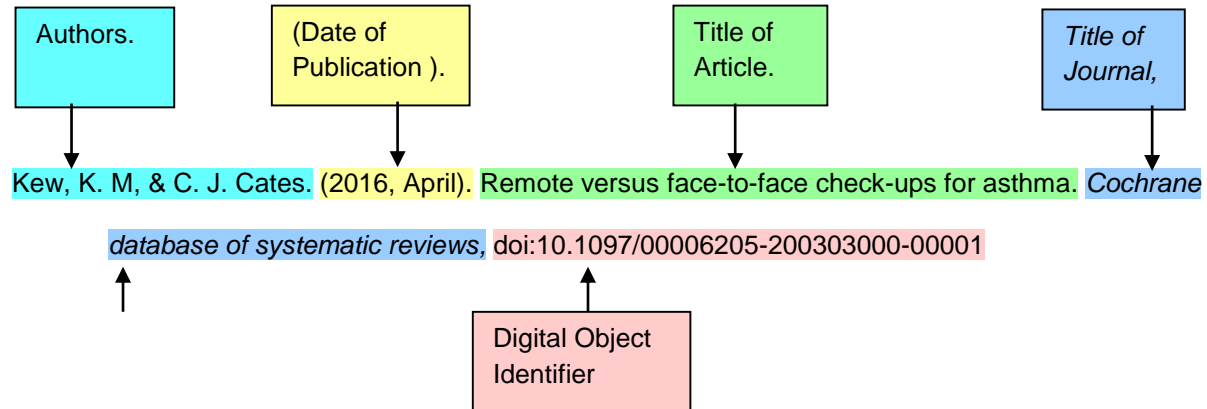 Authors.
(Date of
Publication ).
Title of
Article.
Title of
Journal,
Kew, K. M, & C. J. Cates. (2016, April). Remote versus face-to-face check-ups for asthma. Cochrane
database of systematic reviews, doi:10.1097/00006205-200303000-00001
Digital Object
Identifier